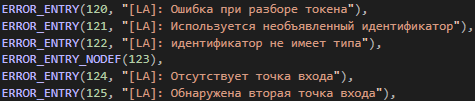 ERROR_ENTRY(120, "[LA]: Ошибка при разборе токена"),
ERROR_ENTRY(121, "[LA]: Используется необъявленный идентификатор"),
ERROR_ENTRY(122, "[LA]: идентификатор не имеет типа"),
ERROR_ENTRY_NODEF(123),
ERROR_ENTRY(124, "[LA]: Отсутствует точка входа"),
ERROR_ENTRY(125, "[LA]: Обнаружена вторая точка входа"),